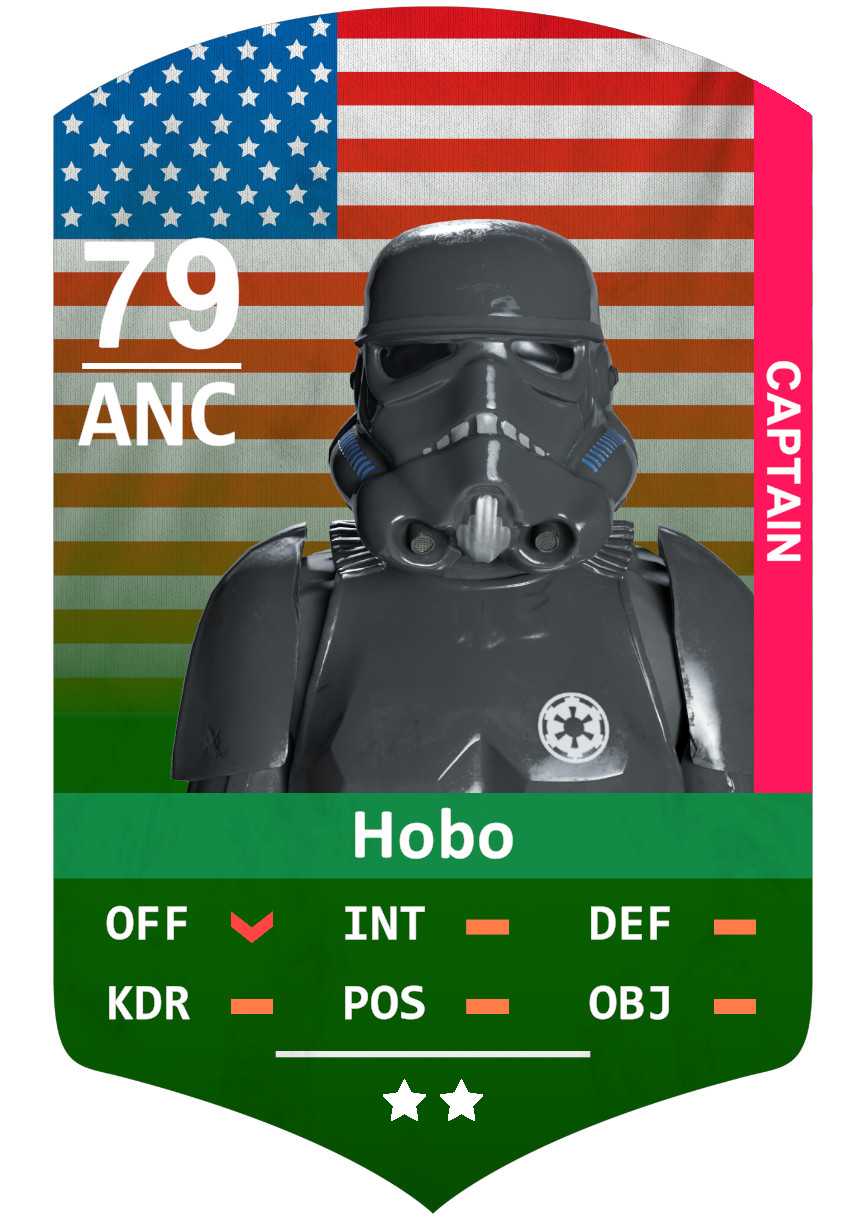 79
ANC
CAPTAIN
Hobo
OFF INT DEF
KDR POS OBJ